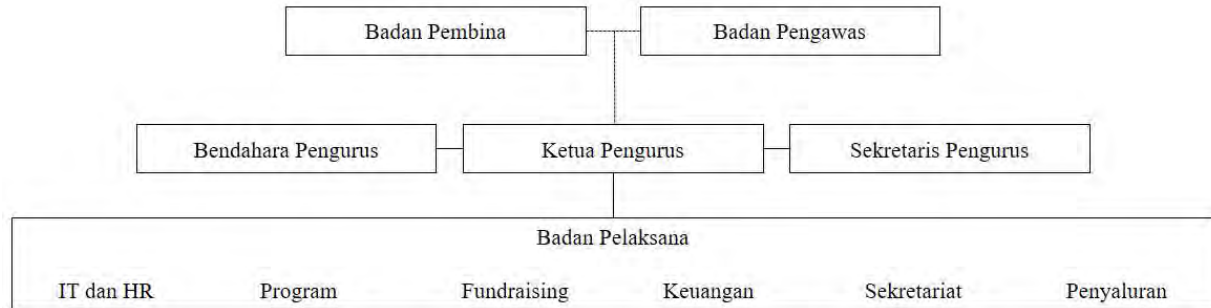 Badan Pembina
Badan Pengawas
Bendahara Pengurus
Ketua Pengurus
Sekretaris Pengurus
Badan Pelaksana
IT dan HR
Program
Fundraising
Keuangan
Sekretariat
Penyaluran